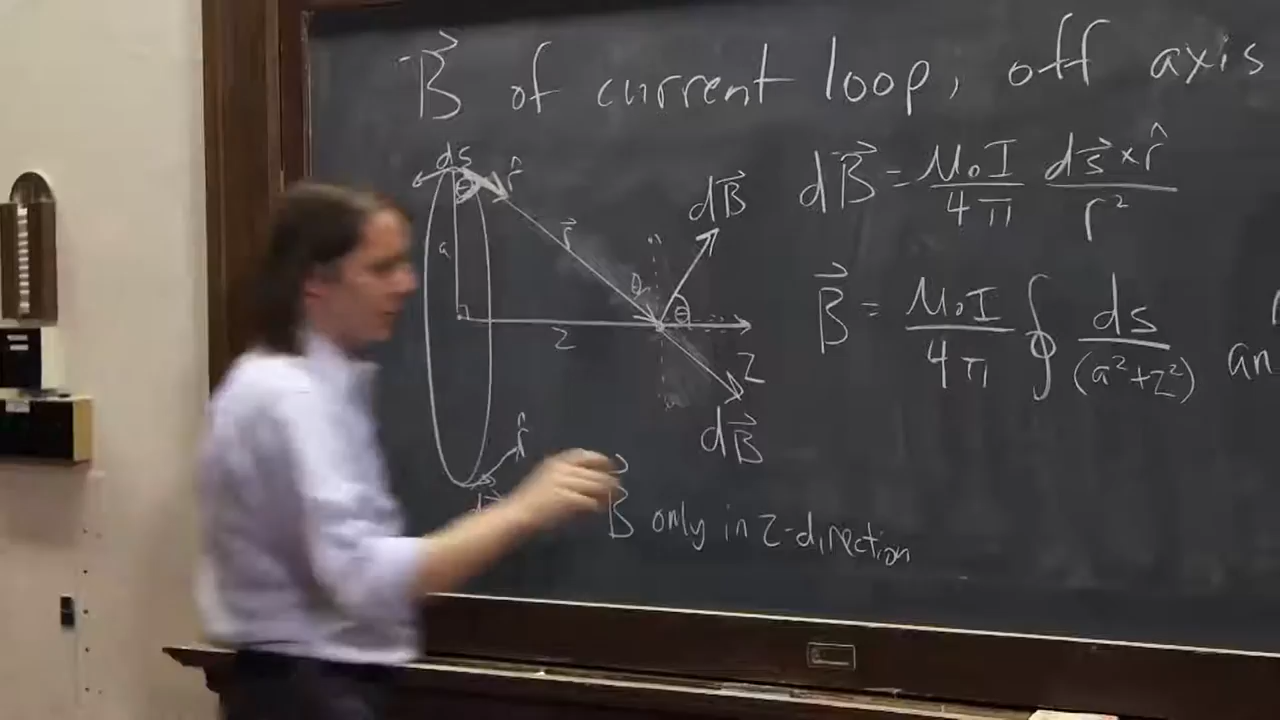 B⃗ of current loop, off axis
ds⃗
θ
r̂
a
r⃗
θ
θ
z
z
dB⃗
dB⃗
r̂
dB⃗ = μ₀I/4π ds⃗×r̂/r²
B⃗ = μ₀I/4π ∮ ds/(a²+z²)
an
B⃗ only in z-direction